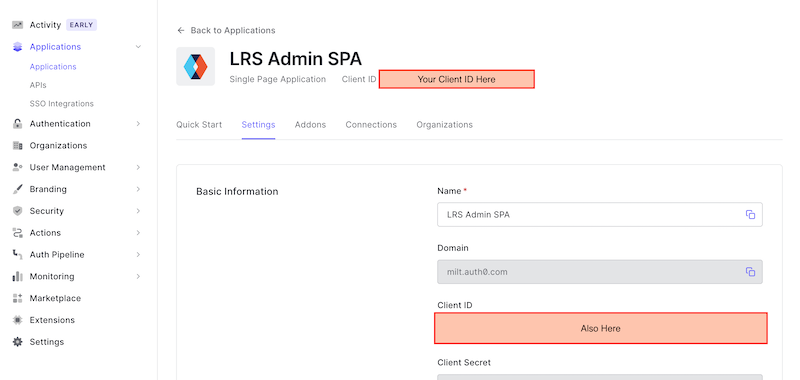 Activity EARLY
Applications
Applications
APIs
SSO Integrations
Authentication
Organizations
User Management
Branding
Security
Actions
Auth Pipeline
Monitoring
Marketplace
Extensions
Settings
Back to Applications
LRS Admin SPA
Single Page Application Client ID Your Client ID Here
Quick Start Settings Addons Connections Organizations
Basic Information
Name *
LRS Admin SPA
Domain
milt.auth0.com
Client ID
Also Here
Client Secret